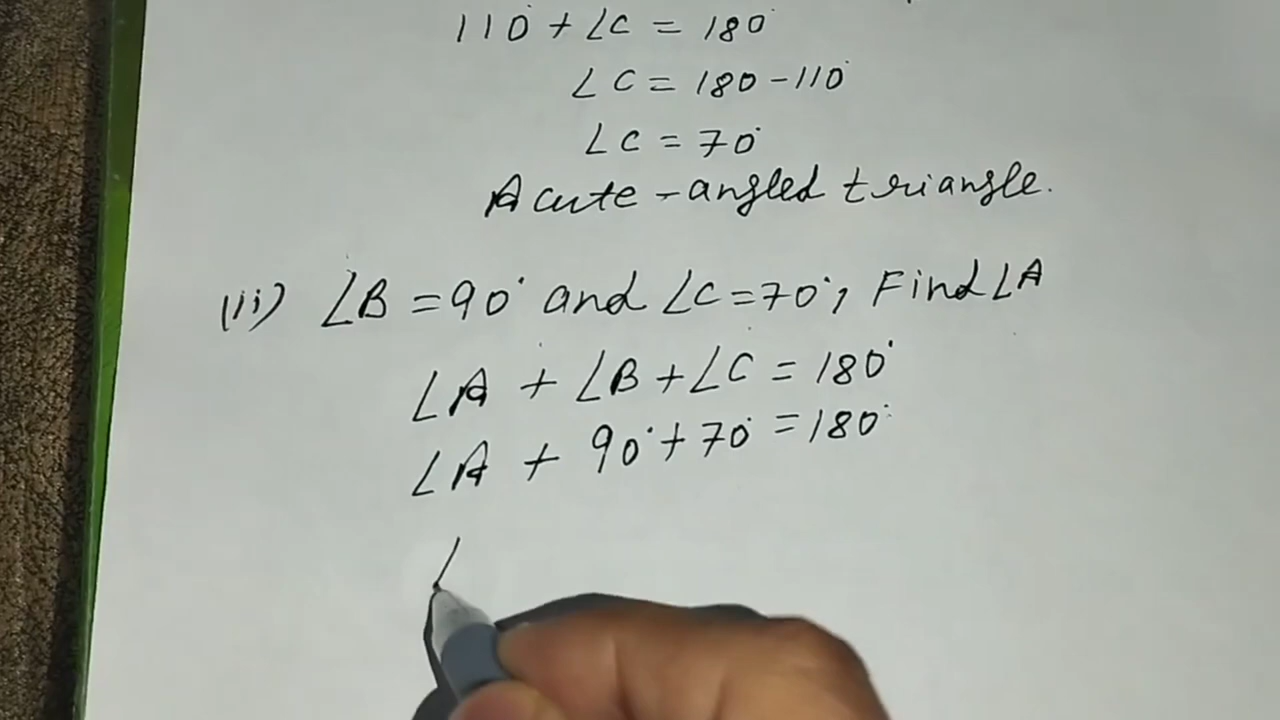 110° + ∠C = 180°
∠C = 180 - 110°
∠C = 70°
Acute-angled triangle.
(ii) ∠B = 90° and ∠C = 70°, Find ∠A
∠A + ∠B + ∠C = 180°
∠A + 90° + 70° = 180°